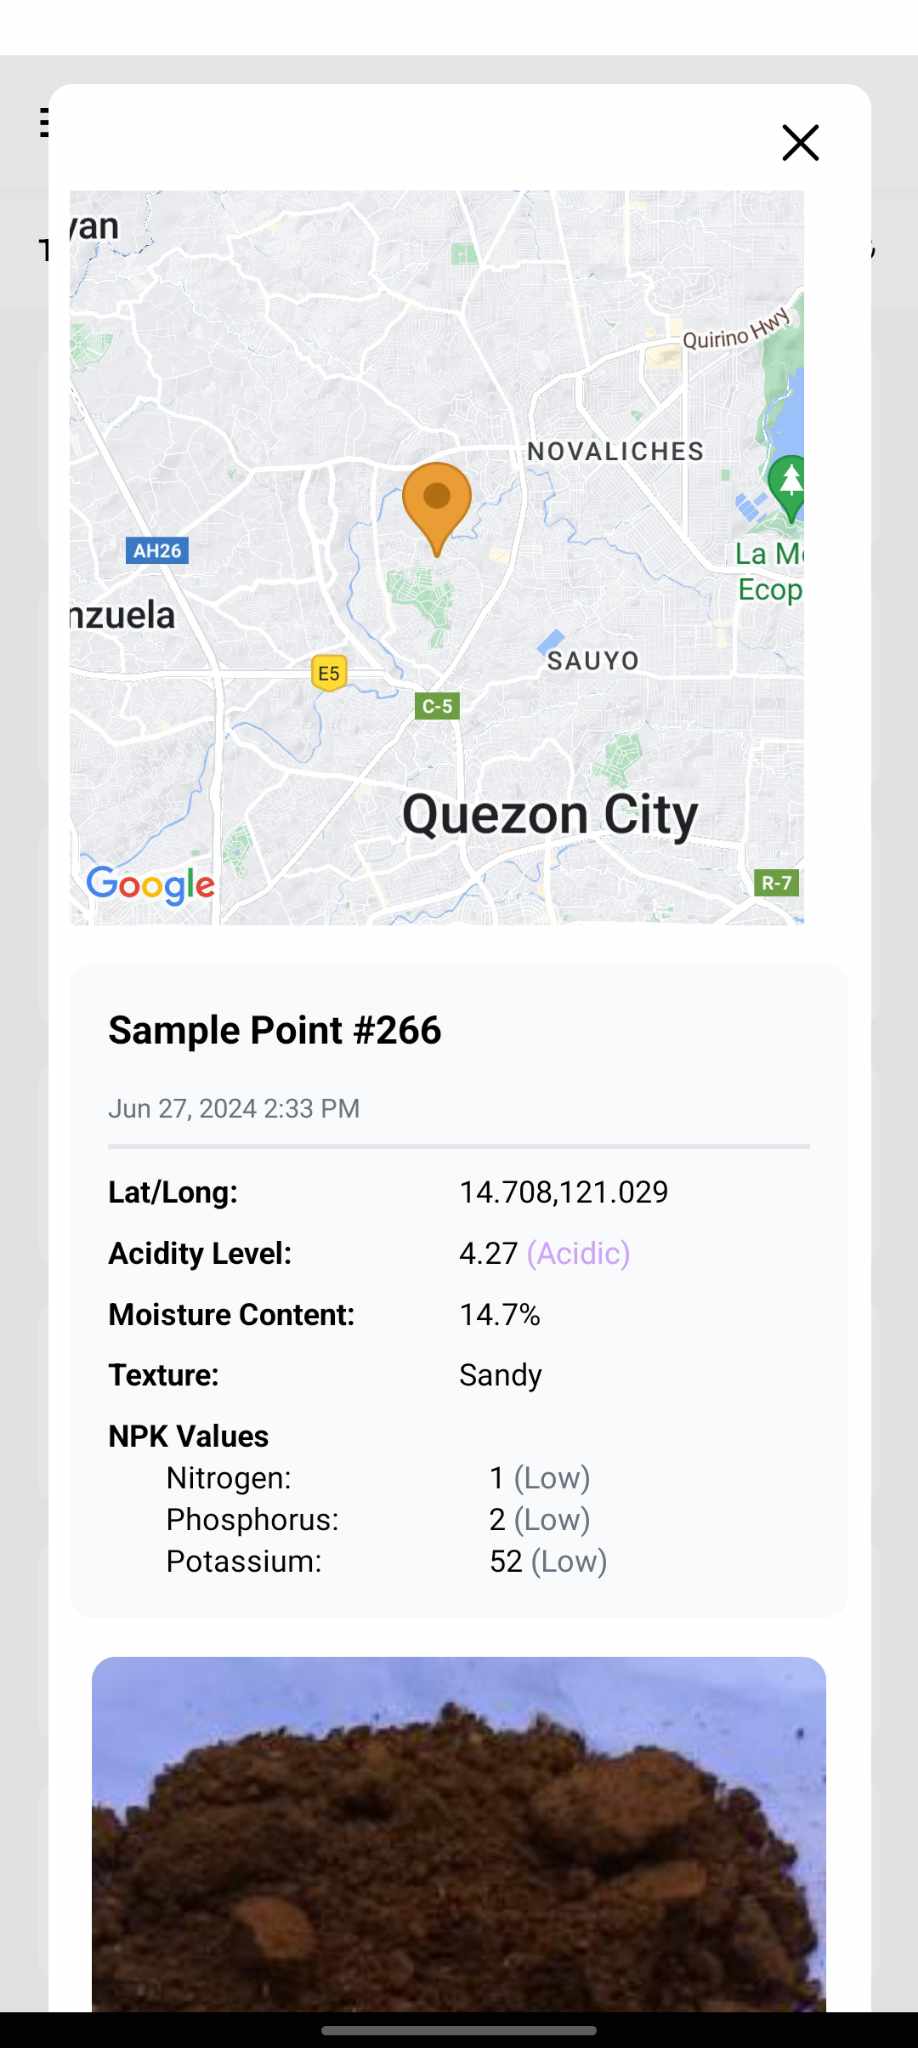 yan
Quirino Hwy
NOVALICHES
AH26
La Me
Ecop
nzuela
SAUYO
E5
C-5
Quezon City
R-7
Google
Sample Point #266
Jun 27, 2024 2:33 PM
Lat/Long: 14.708,121.029
Acidity Level: 4.27 (Acidic)
Moisture Content: 14.7%
Texture: Sandy
NPK Values
Nitrogen: 1 (Low)
Phosphorus: 2 (Low)
Potassium: 52 (Low)